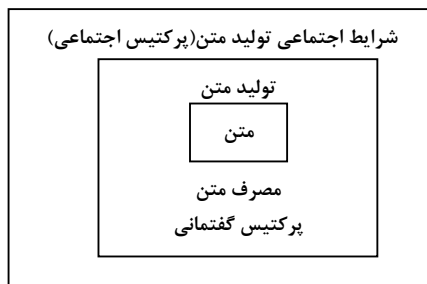 شرایط اجتماعی تولید متن(پرکتیس اجتماعی)
تولید متن
متن
مصرف متن
پرکتیس گفتمانی